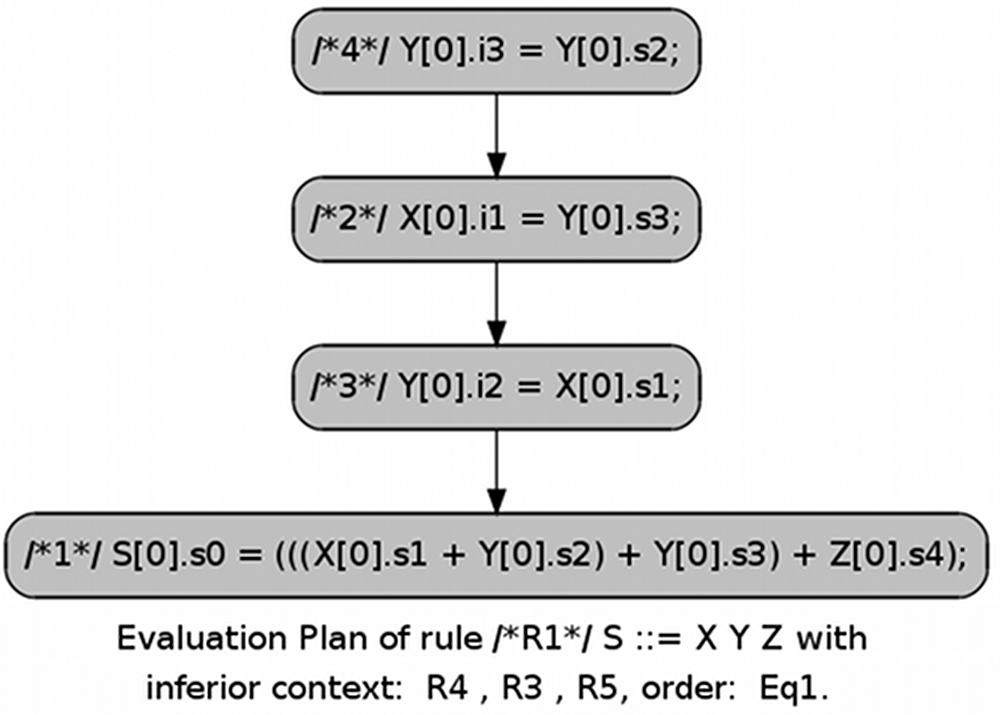 /*4*/ Y[0].i3 = Y[0].s2;
/*2*/ X[0].i1 = Y[0].s3;
/*3*/ Y[0].i2 = X[0].s1;
/*1*/ S[0].s0 = (((X[0].s1 + Y[0].s2) + Y[0].s3) + Z[0].s4);
Evaluation Plan of rule /*R1*/ S ::= X Y Z with
inferior context:  R4 , R3 , R5, order:  Eq1.